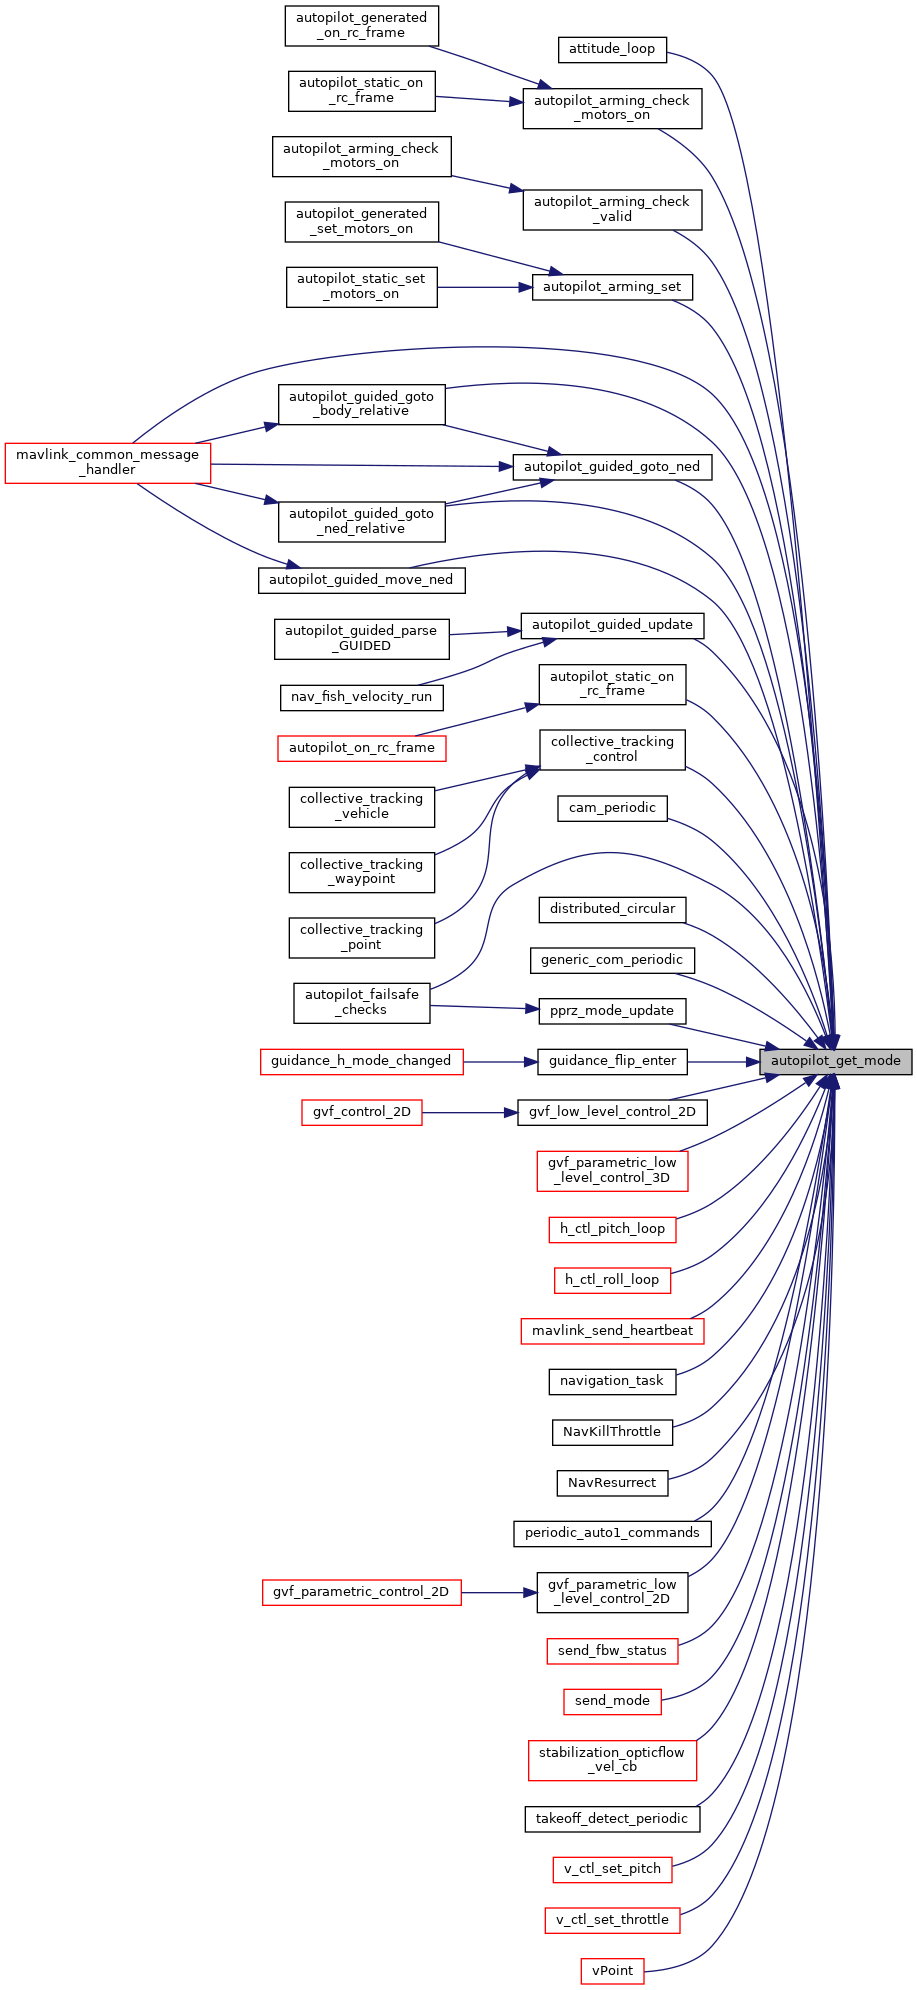 autopilot_generated
_on_rc_frame
attitude_loop
autopilot_static_on
_rc_frame
autopilot_arming_check
_motors_on
autopilot_arming_check
_motors_on
autopilot_arming_check
_valid
autopilot_generated
_set_motors_on
autopilot_static_set
_motors_on
autopilot_arming_set
autopilot_guided_goto
_body_relative
mavlink_common_message
_handler
autopilot_guided_goto_ned
autopilot_guided_goto
_ned_relative
autopilot_guided_move_ned
autopilot_guided_parse
_GUIDED
autopilot_guided_update
nav_fish_velocity_run
autopilot_static_on
_rc_frame
autopilot_on_rc_frame
collective_tracking
_control
collective_tracking
_vehicle
cam_periodic
collective_tracking
_waypoint
collective_tracking
_point
distributed_circular
generic_com_periodic
autopilot_failsafe
_checks
pprz_mode_update
guidance_h_mode_changed
guidance_flip_enter
autopilot_get_mode
gvf_control_2D
gvf_low_level_control_2D
gvf_parametric_low
_level_control_3D
h_ctl_pitch_loop
h_ctl_roll_loop
mavlink_send_heartbeat
navigation_task
NavKillThrottle
NavResurrect
periodic_auto1_commands
gvf_parametric_control_2D
gvf_parametric_low
_level_control_2D
send_fbw_status
send_mode
stabilization_opticflow
_vel_cb
takeoff_detect_periodic
v_ctl_set_pitch
v_ctl_set_throttle
vPoint